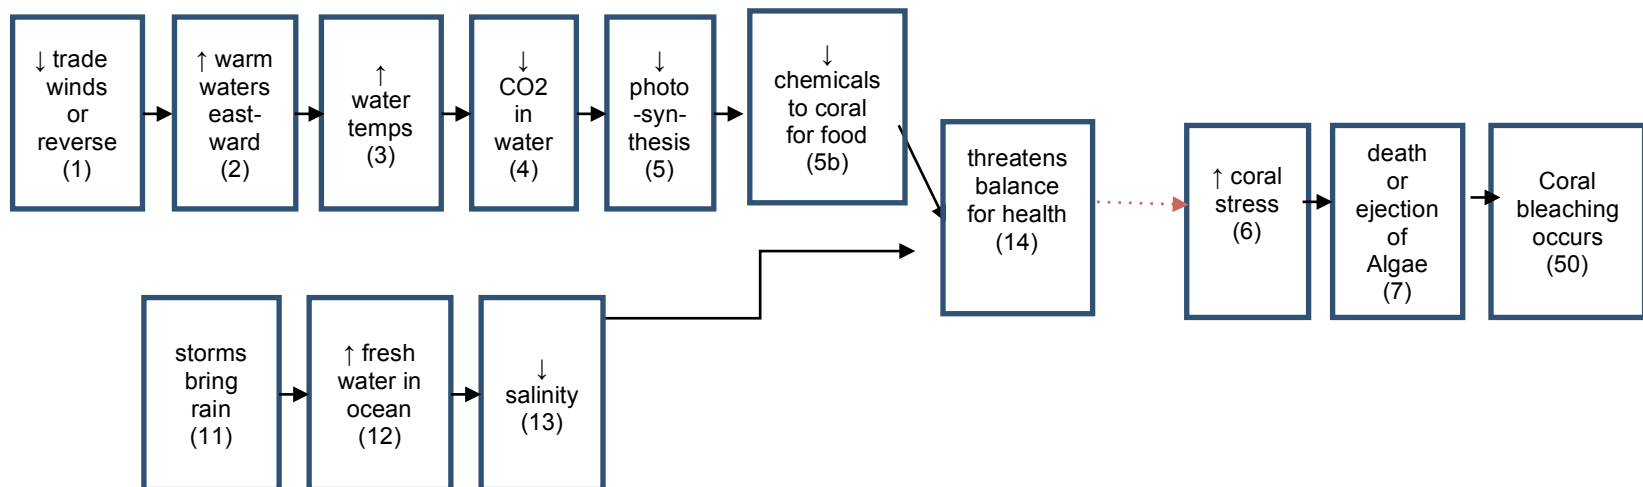 ↓ trade
winds
or
reverse
(1)
↑ warm
waters
east-
ward
(2)
↑
water
temps
(3)
↓
CO2
in
water
(4)
↓
photo
-syn-
thesis
(5)
↓
chemicals
to coral
for food
(5b)
threatens
balance
for health
(14)
↑ coral
stress
(6)
death
or
ejection
of
Algae
(7)
Coral
bleaching
occurs
(50)
storms
bring
rain
(11)
↑ fresh
water in
ocean
(12)
↓
salinity
(13)